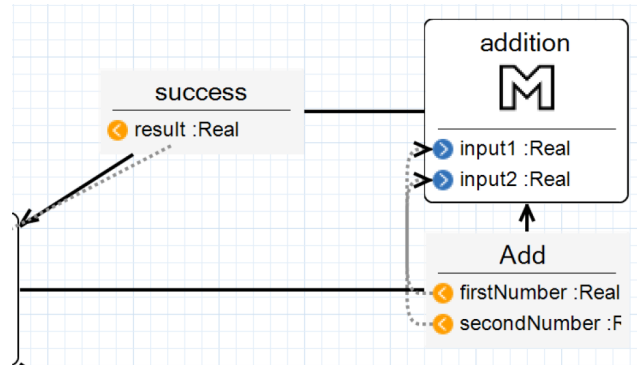 addition
M
success
result :Real
input1 :Real
input2 :Real
Add
firstNumber :Real
secondNumber :F